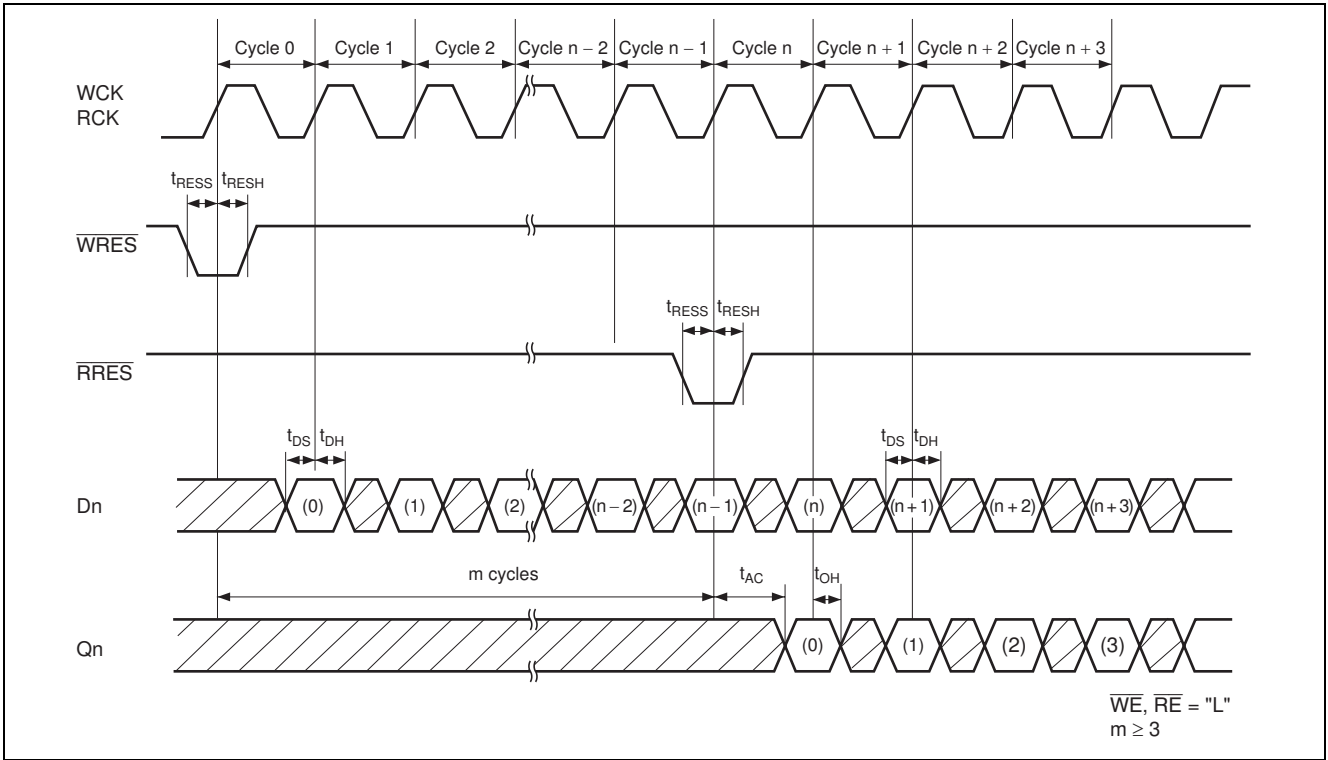 Cycle 0 Cycle 1 Cycle 2 Cycle n − 2 Cycle n − 1 Cycle n Cycle n + 1 Cycle n + 2 Cycle n + 3
WCK
RCK
tRESS tRESH
WRES
tRESS tRESH
RRES
tDS tDH tDS tDH
Dn (0) (1) (2) (n − 2) (n − 1) (n) (n + 1) (n + 2) (n + 3)
m cycles tAC tOH
Qn (0) (1) (2) (3)
WE, RE = "L"
m ≥ 3